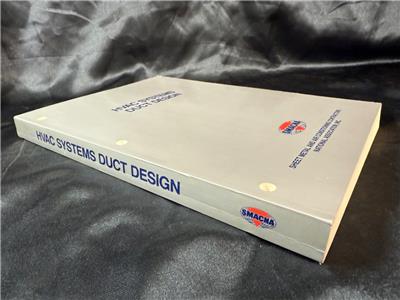 HVAC SYSTEMS
DUCT DESIGN
SMACNA
SHEET METAL AND AIR CONDITIONING CONTRACTORS
NATIONAL ASSOCIATION, INC
HVAC SYSTEMS DUCT DESIGN
SMACNA